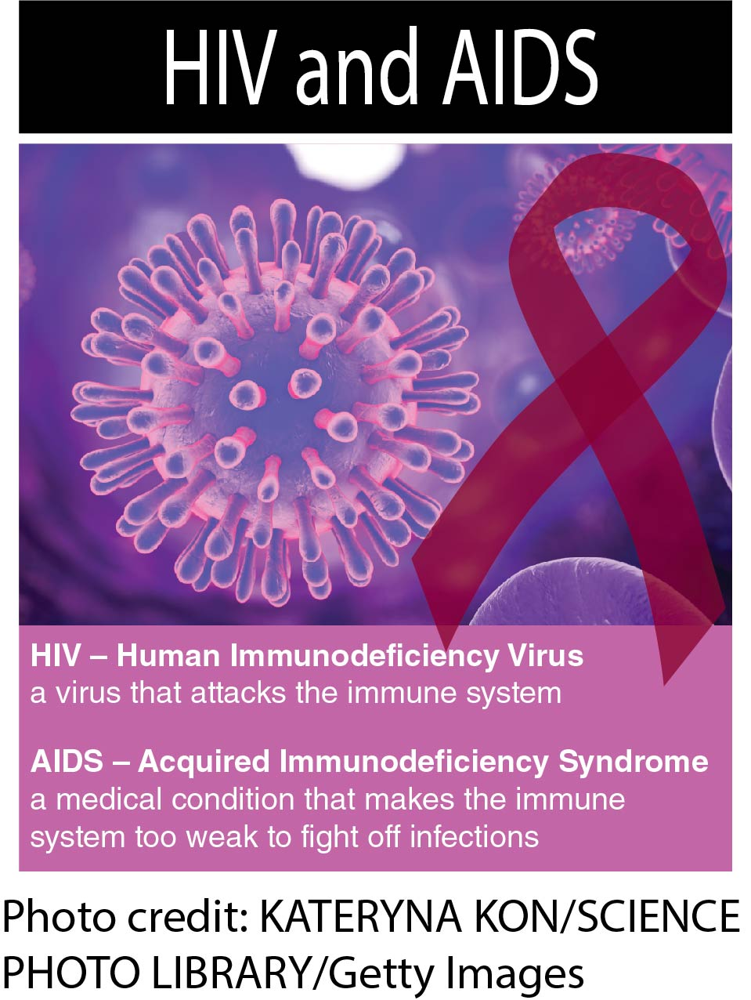 HIV and AIDS
HIV – Human Immunodeficiency Virus
a virus that attacks the immune system
AIDS – Acquired Immunodeficiency Syndrome
a medical condition that makes the immune
system too weak to fight off infections
Photo credit: KATERYNA KON/SCIENCE
PHOTO LIBRARY/Getty Images